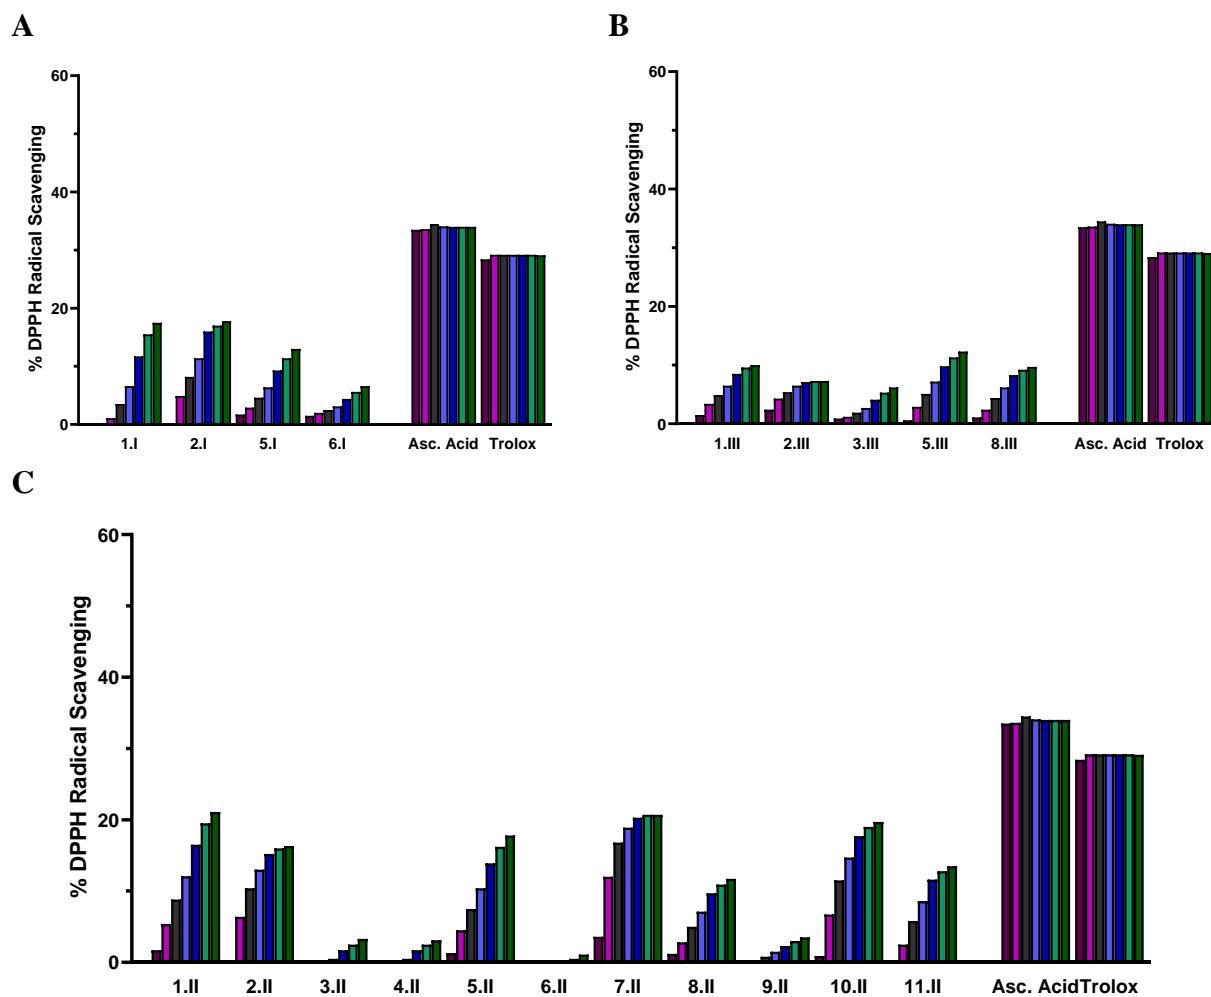 A
B
60
40
20
0
% DPPH Radical Scavenging
1.I 2.I 5.I 6.I Asc. Acid Trolox
60
40
20
0
% DPPH Radical Scavenging
1.III 2.III 3.III 5.III 8.III Asc. Acid Trolox
C
60
40
20
0
% DPPH Radical Scavenging
1.II 2.II 3.II 4.II 5.II 6.II 7.II 8.II 9.II 10.II 11.II Asc. AcidTrolox